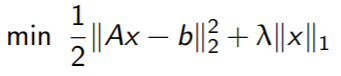 min ½‖Ax − b‖₂² + λ‖x‖₁